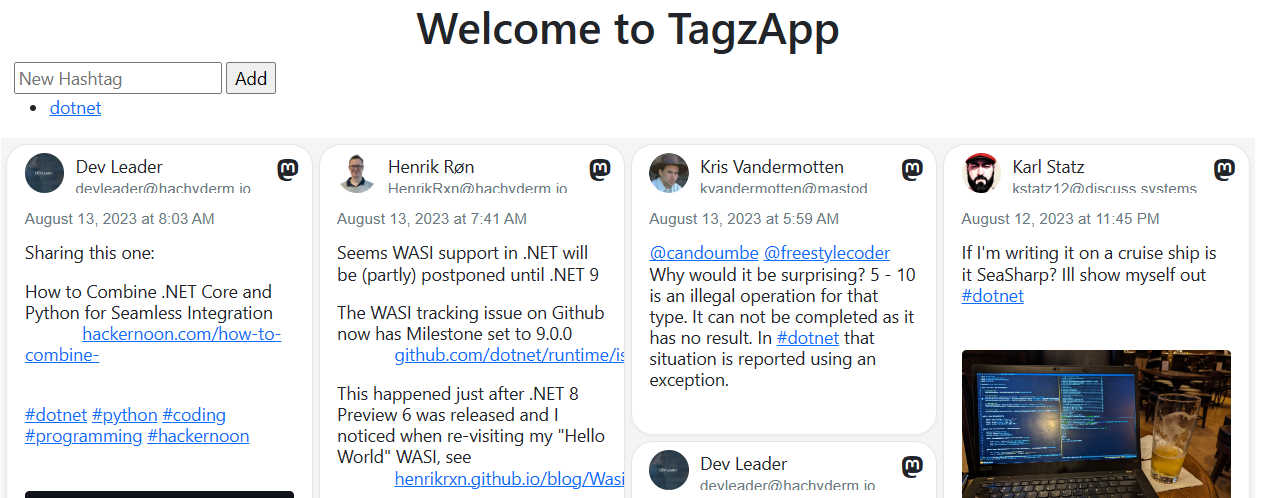 Welcome to TagzApp
New Hashtag
Add
dotnet
Dev Leader
devleader@hachyderm.io
August 13, 2023 at 8:03 AM
Sharing this one:
How to Combine .NET Core and
Python for Seamless Integration
hackernoon.com/how-to-
combine-
#dotnet #python #coding
#programming #hackernoon
Henrik Røn
HenrikRxn@hachyderm.io
August 13, 2023 at 7:41 AM
Seems WASI support in .NET will
be (partly) postponed until .NET 9
The WASI tracking issue on Github
now has Milestone set to 9.0.0
github.com/dotnet/runtime/is
This happened just after .NET 8
Preview 6 was released and I
noticed when re-visiting my "Hello
World" WASI, see
henrikrxn.github.io/blog/Wasi
Kris Vandermotten
kvandermotten@mastod
August 13, 2023 at 5:59 AM
@candoumbe @freestylecoder
Why would it be surprising? 5 - 10
is an illegal operation for that
type. It can not be completed as it
has no result. In #dotnet that
situation is reported using an
exception.
Dev Leader
devleader@hachyderm.io
Karl Statz
kstatz12@discuss.systems
August 12, 2023 at 11:45 PM
If I'm writing it on a cruise ship is
it SeaSharp? Ill show myself out
#dotnet